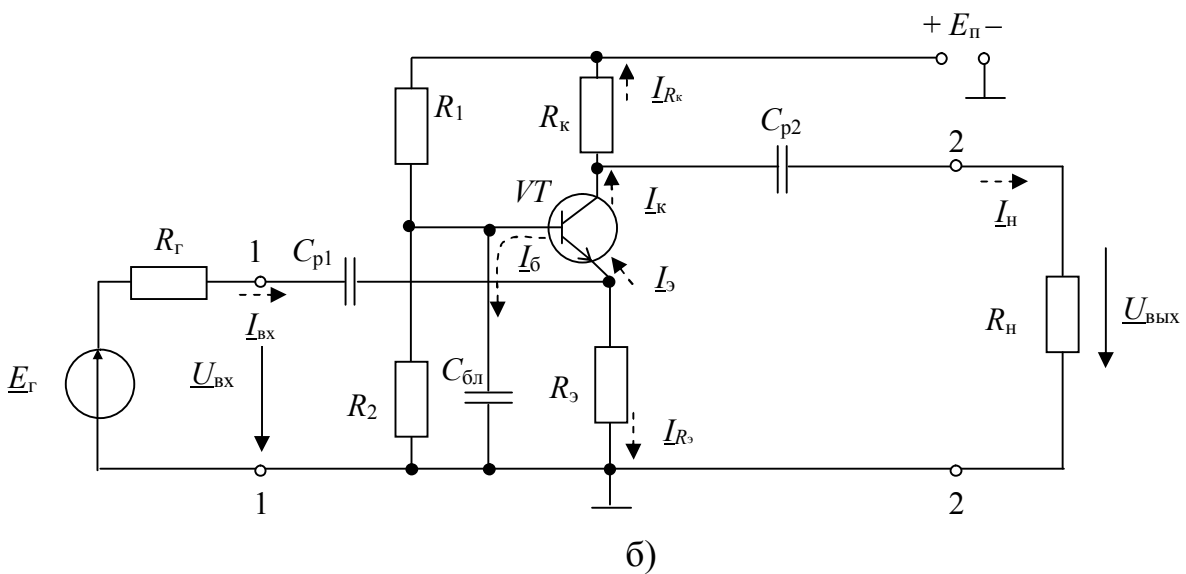 + Eп –
R1
Rк
IRк
Cр2
2
VT
Iк
Iн
Rг
1
Cр1
Iб
Iэ
Iвх
Rн
Uвых
Eг
Uвх
R2
Cбл
Rэ
IRэ
1
2
б)